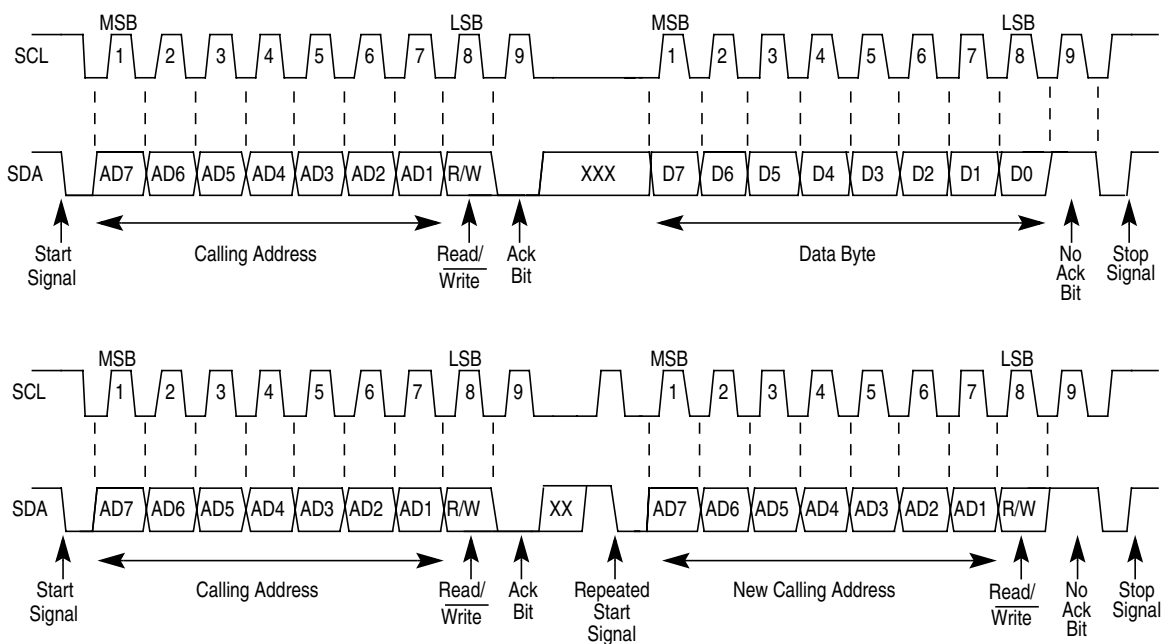 MSB LSB MSB LSB
SCL 1 2 3 4 5 6 7 8 9 1 2 3 4 5 6 7 8 9
SDA AD7 AD6 AD5 AD4 AD3 AD2 AD1 R/W XXX D7 D6 D5 D4 D3 D2 D1 D0
Start
Signal
Calling Address
Read/
Write
Ack
Bit
Data Byte
No
Ack
Bit
Stop
Signal
MSB LSB MSB LSB
SCL 1 2 3 4 5 6 7 8 9 1 2 3 4 5 6 7 8 9
SDA AD7 AD6 AD5 AD4 AD3 AD2 AD1 R/W XX AD7 AD6 AD5 AD4 AD3 AD2 AD1 R/W
Start
Signal
Calling Address
Read/
Write
Ack
Bit
Repeated
Start
Signal
New Calling Address
Read/
Write
No
Ack
Bit
Stop
Signal